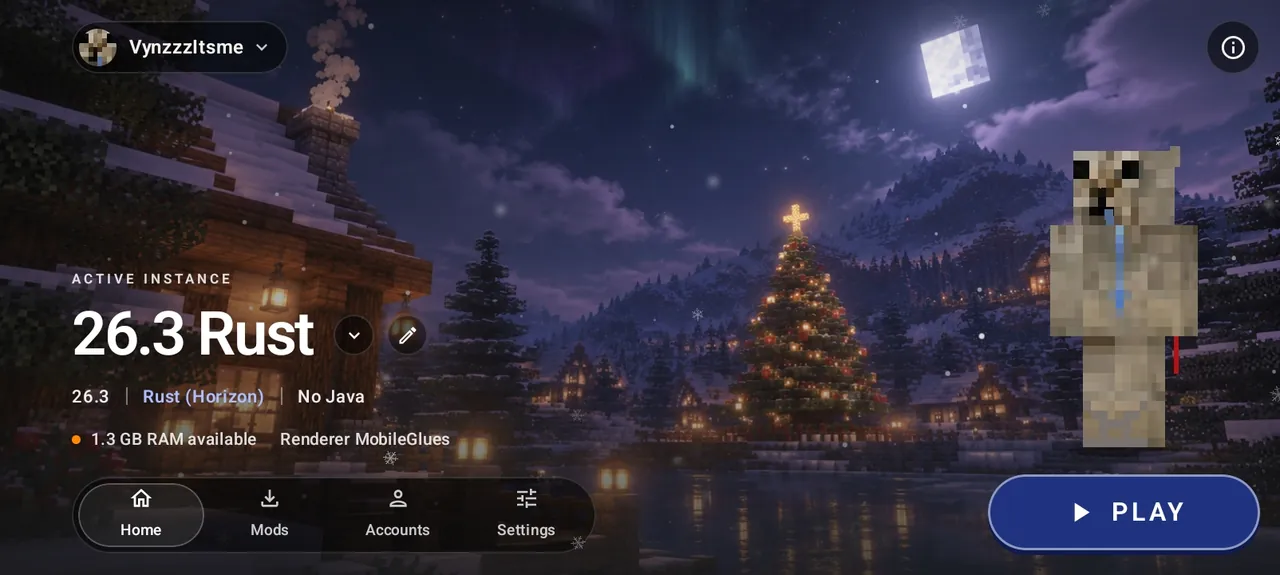 VynzzzItsme
ACTIVE INSTANCE
26.3 Rust
26.3 | Rust (Horizon) | No Java
1.3 GB RAM available Renderer MobileGlues
Home Mods Accounts Settings
PLAY